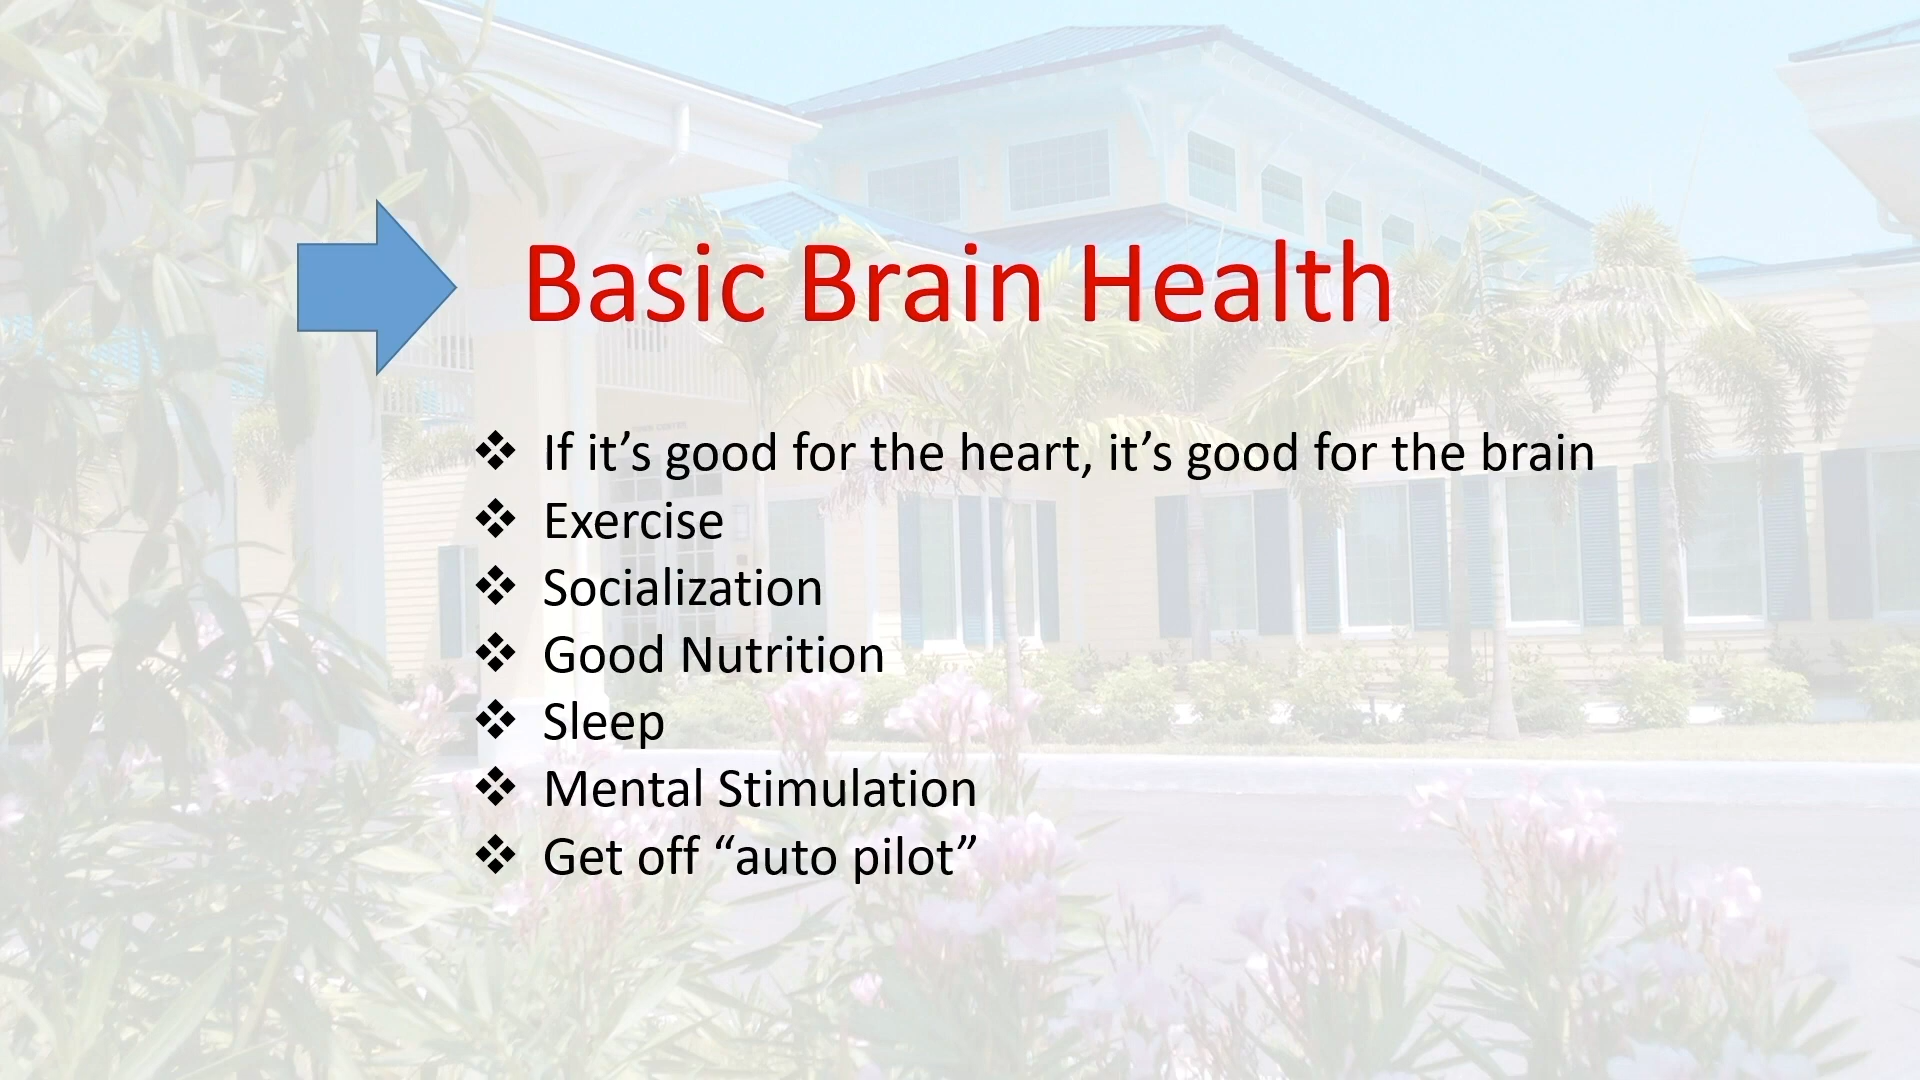 Basic Brain Health
❖ If it’s good for the heart, it’s good for the brain
❖ Exercise
❖ Socialization
❖ Good Nutrition
❖ Sleep
❖ Mental Stimulation
❖ Get off “auto pilot”